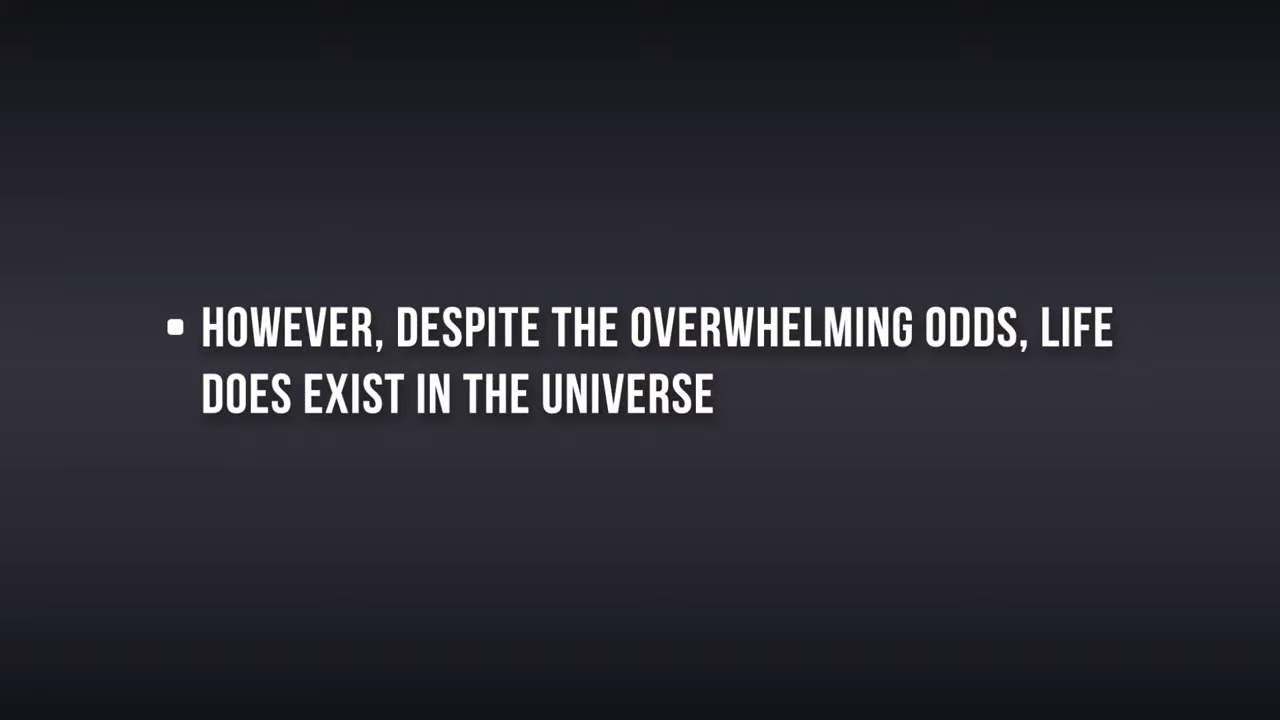 • HOWEVER, DESPITE THE OVERWHELMING ODDS, LIFE
DOES EXIST IN THE UNIVERSE